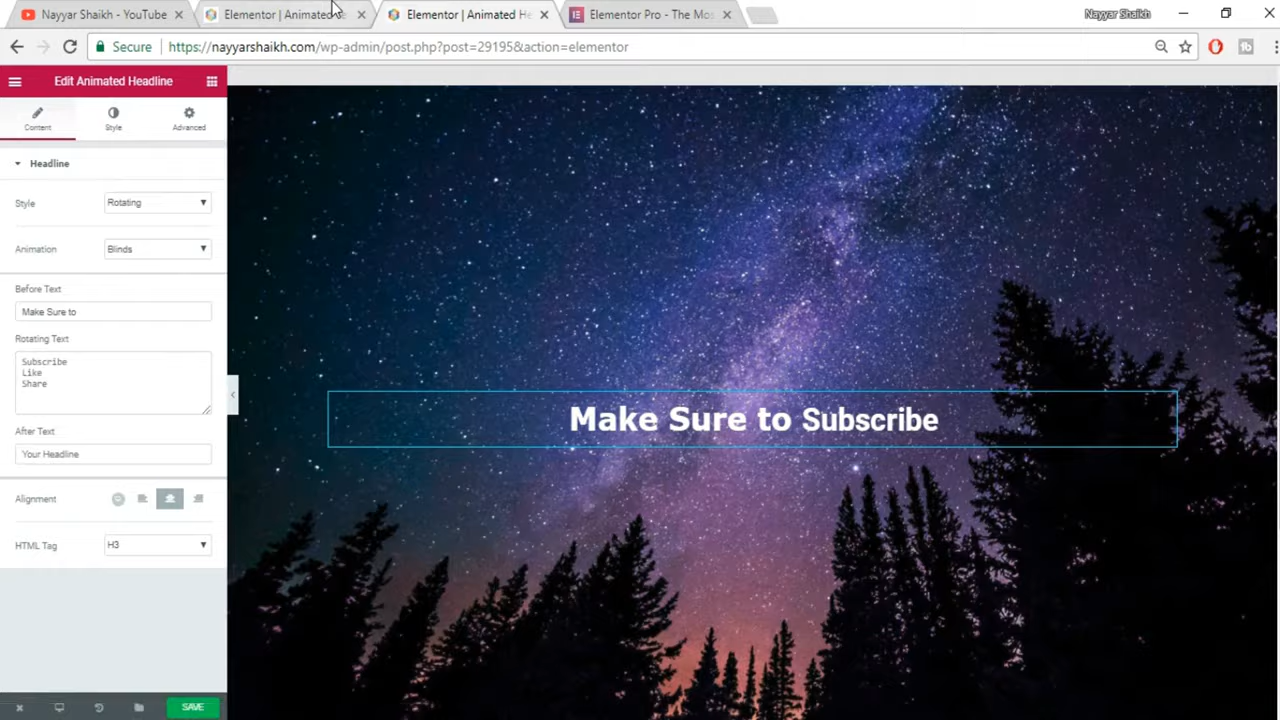 Nayyar Shaikh - YouTube
Elementor | Animated He
Elementor | Animated He
Elementor Pro - The Mos
Nayyar Shaikh
Secure
https://nayyarshaikh.com/wp-admin/post.php?post=29195&action=elementor
Edit Animated Headline
Content
Style
Advanced
Headline
Style
Rotating
Animation
Blinds
Before Text
Make Sure to
Rotating Text
Subscribe
Like
Share
After Text
Your Headline
Alignment
HTML Tag
H3
SAVE
Make Sure to Subscribe